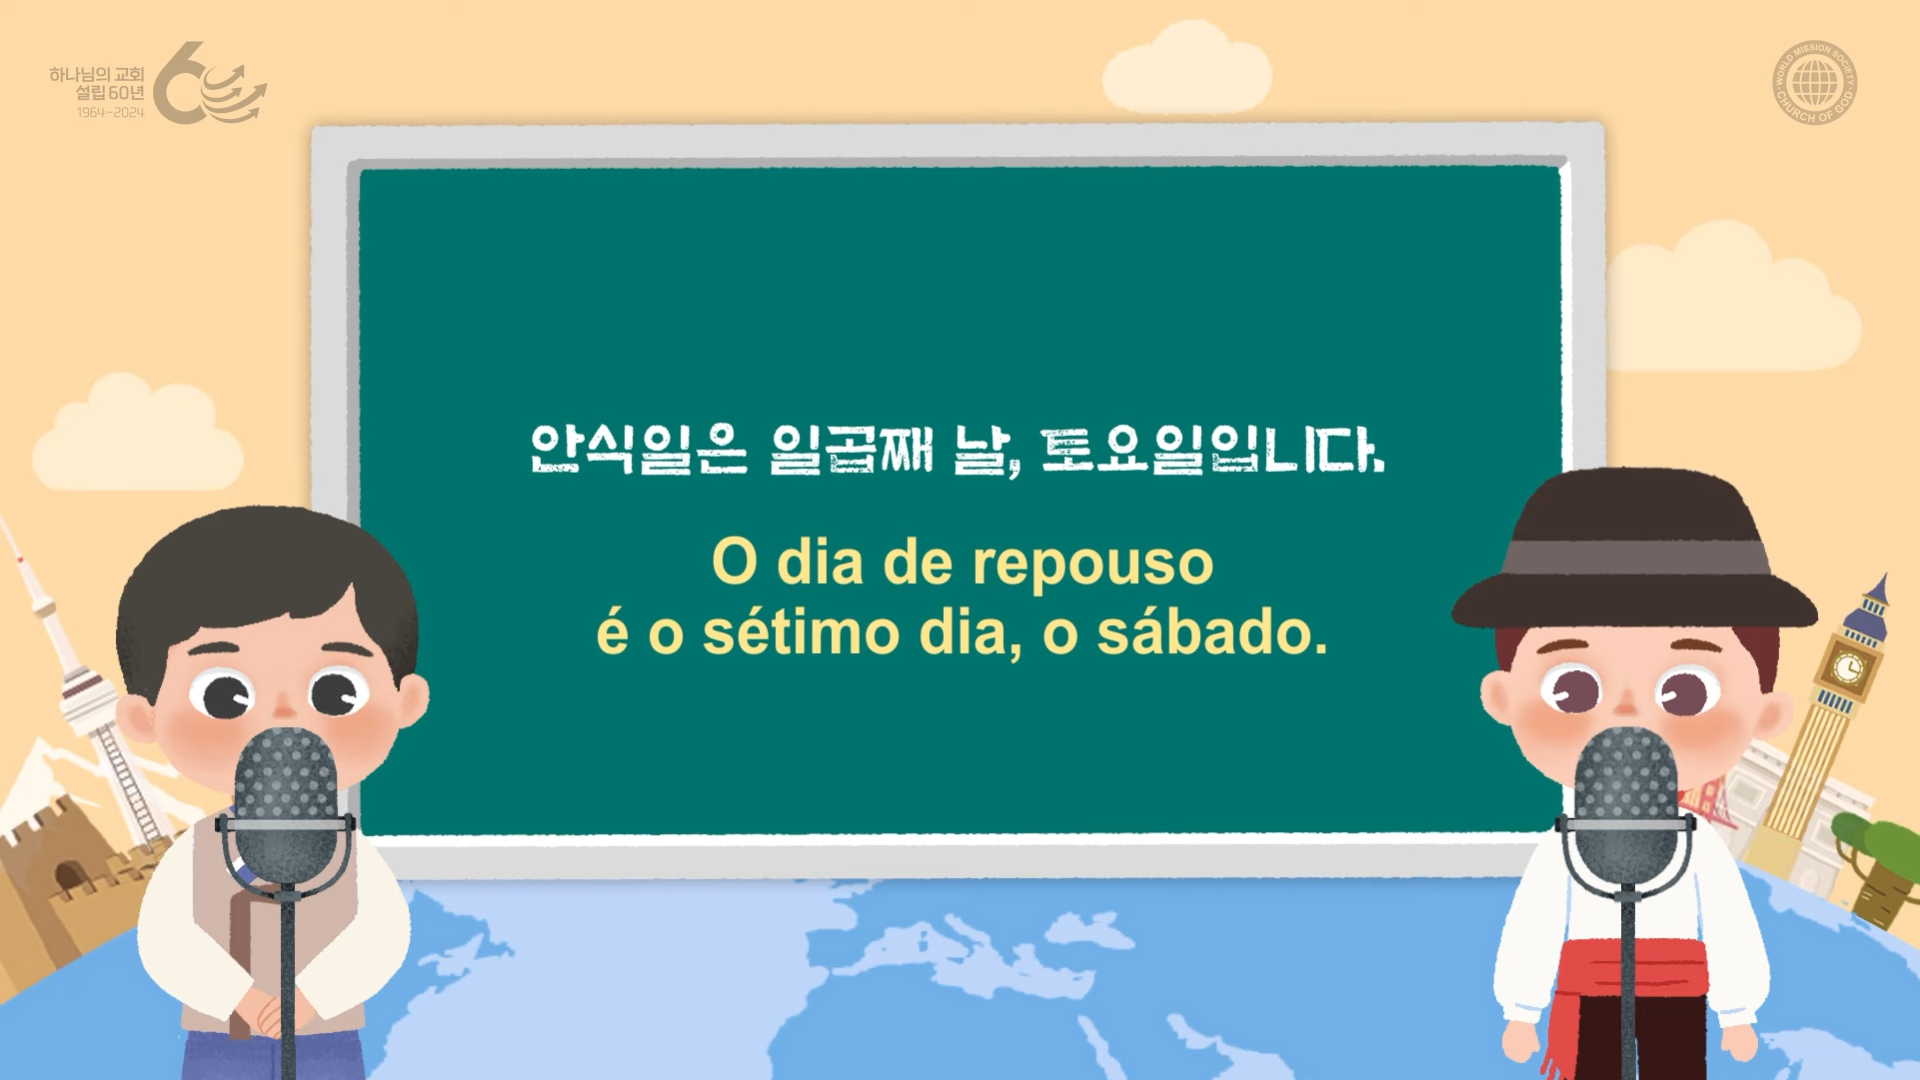 하나님의 교회
설립 60년
1964-2024
60
WORLD MISSION SOCIETY
CHURCH OF GOD
안식일은 일곱째 날, 토요일입니다.
O dia de repouso
é o sétimo dia, o sábado.